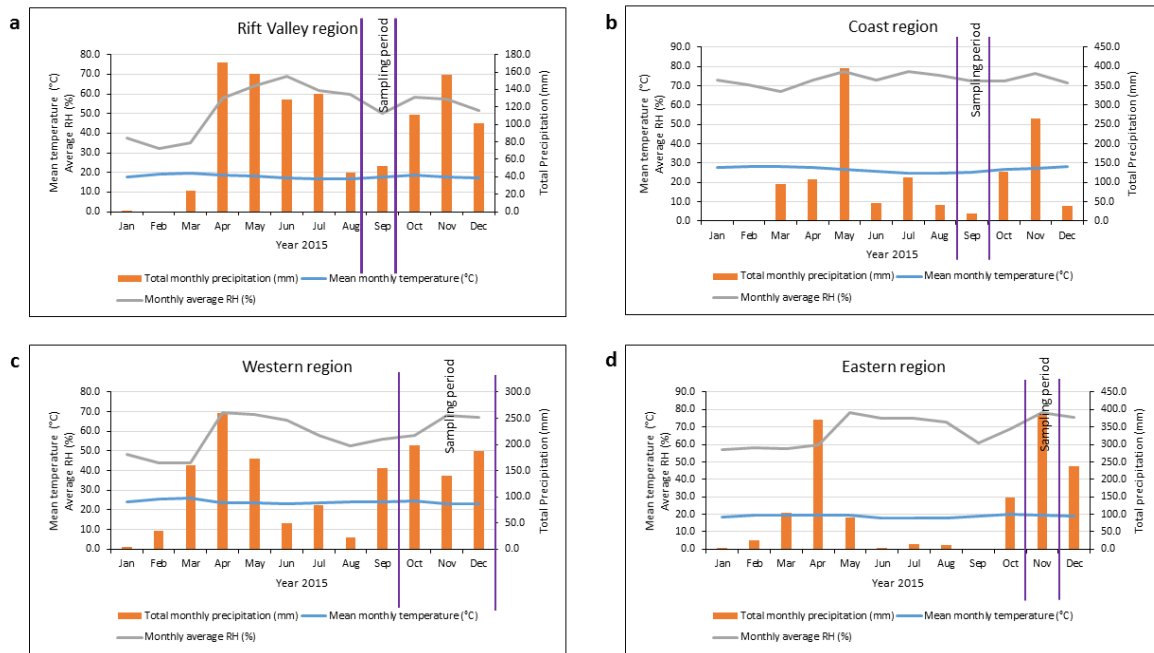 a
Rift Valley region
Mean temperature (°C)
Average RH (%)
80.0
70.0
60.0
50.0
40.0
30.0
20.0
10.0
0.0
180.0
160.0
140.0
120.0
100.0
80.0
60.0
40.0
20.0
0.0
Total Precipitation (mm)
Sampling period
Jan Feb Mar Apr May Jun Jul Aug Sep Oct Nov Dec
Year 2015
Total monthly precipitation (mm) Mean monthly temperature (°C)
Monthly average RH (%)
b
Coast region
Mean temperature (°C)
Average RH (%)
90.0
80.0
70.0
60.0
50.0
40.0
30.0
20.0
10.0
0.0
450.0
400.0
350.0
300.0
250.0
200.0
150.0
100.0
50.0
0.0
Total Precipitation (mm)
Sampling period
Jan Feb Mar Apr May Jun Jul Aug Sep Oct Nov Dec
Year 2015
Total monthly precipitation (mm) Mean monthly temperature (°C)
Monthly average RH (%)
c
Western region
Mean temperature (°C)
Average RH (%)
80.0
70.0
60.0
50.0
40.0
30.0
20.0
10.0
0.0
300.0
250.0
200.0
150.0
100.0
50.0
0.0
Total Precipitation (mm)
Sampling period
Jan Feb Mar Apr May Jun Jul Aug Sep Oct Nov Dec
Year 2015
Total monthly precipitation (mm) Mean monthly temperature (°C)
Monthly average RH (%)
d
Eastern region
Mean temperature (°C)
Average RH (%)
90.0
80.0
70.0
60.0
50.0
40.0
30.0
20.0
10.0
0.0
450.0
400.0
350.0
300.0
250.0
200.0
150.0
100.0
50.0
0.0
Total Precipitation (mm)
Sampling period
Jan Feb Mar Apr May Jun Jul Aug Sep Oct Nov Dec
Year 2015
Total monthly precipitation (mm) Mean monthly temperature (°C)
Monthly average RH (%)